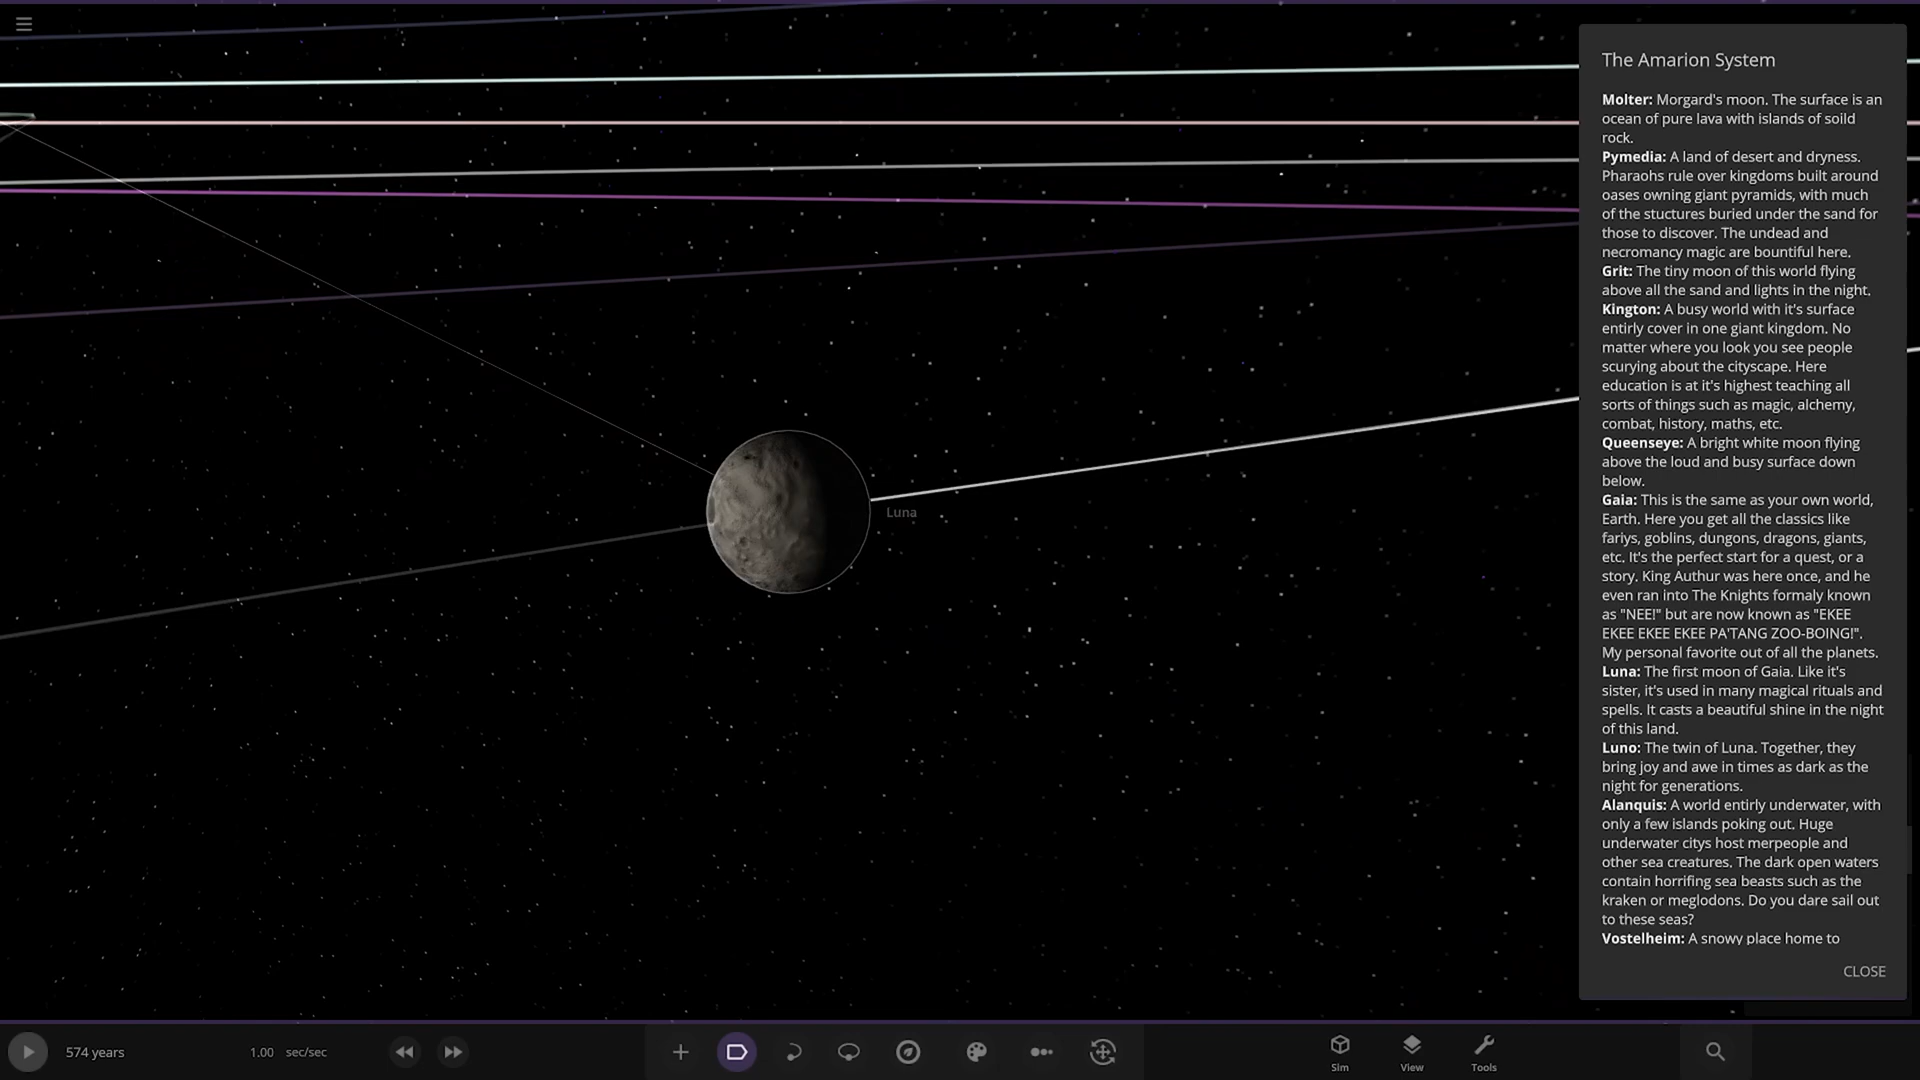 The Amarion System
Molter: Morgard's moon. The surface is an
ocean of pure lava with islands of soild
rock.
Pymedia: A land of desert and dryness.
Pharaohs rule over kingdoms built around
oases owning giant pyramids, with much
of the stuctures buried under the sand for
those to discover. The undead and
necromancy magic are bountiful here.
Grit: The tiny moon of this world flying
above all the sand and lights in the night.
Kington: A busy world with it's surface
entirly cover in one giant kingdom. No
matter where you look you see people
scurying about the cityscape. Here
education is at it's highest teaching all
sorts of things such as magic, alchemy,
combat, history, maths, etc.
Queenseye: A bright white moon flying
above the loud and busy surface down
below.
Gaia: This is the same as your own world,
Earth. Here you get all the classics like
fariys, goblins, dungons, dragons, giants,
etc. It's the perfect start for a quest, or a
story. King Authur was here once, and he
even ran into The Knights formaly known
as "NEE!" but are now known as "EKEE
EKEE EKEE EKEE PA'TANG ZOO-BOING!".
My personal favorite out of all the planets.
Luna: The first moon of Gaia. Like it's
sister, it's used in many magical rituals and
spells. It casts a beautiful shine in the night
of this land.
Luno: The twin of Luna. Together, they
bring joy and awe in times as dark as the
night for generations.
Alanquis: A world entirly underwater, with
only a few islands poking out. Huge
underwater citys host merpeople and
other sea creatures. The dark open waters
contain horrifing sea beasts such as the
kraken or meglodons. Do you dare sail out
to these seas?
Vostelheim: A snowy place home to
CLOSE
Luna
574 years
1.00 sec/sec
Sim
View
Tools